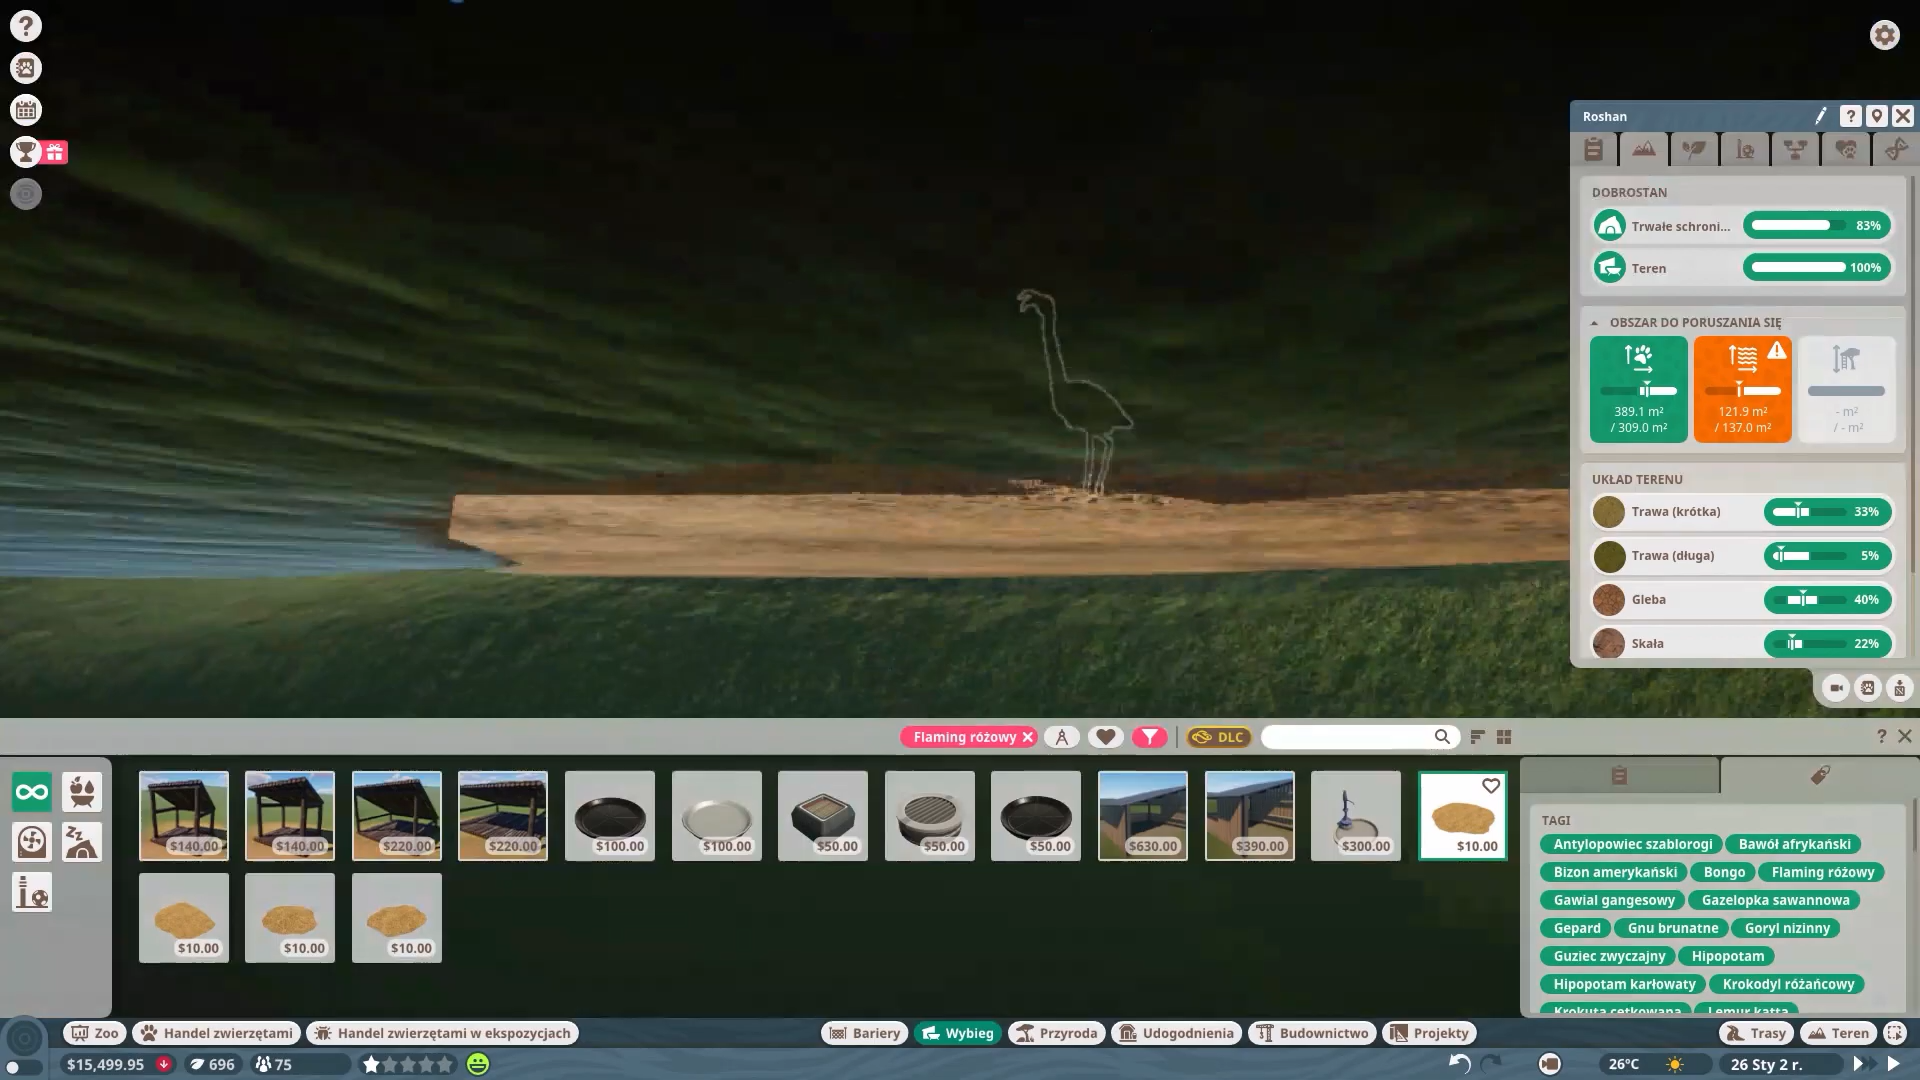 Roshan
DOBROSTAN
Trwałe schroni... 83%
Teren 100%
OBSZAR DO PORUSZANIA SIĘ
389.1 m² / 309.0 m²
121.9 m² / 137.0 m²
- m² / - m²
UKŁAD TERENU
Trawa (krótka) 33%
Trawa (długa) 5%
Gleba 40%
Skała 22%
Flaming różowy DLC
$140.00 $140.00 $220.00 $220.00 $100.00 $100.00 $50.00 $50.00 $50.00 $630.00 $390.00 $300.00 $10.00
$10.00 $10.00 $10.00
TAGI
Antylopowiec szablorogi Bawół afrykański
Bizon amerykański Bongo Flaming różowy
Gawial gangesowy Gazelopka sawannowa
Gepard Gnu brunatne Goryl nizinny
Guziec zwyczajny Hipopotam
Hipopotam karłowaty Krokodyl różańcowy
Krokuta cętkowana Lemur katta
Zoo Handel zwierzętami Handel zwierzętami w ekspozycjach Bariery Wybieg Przyroda Udogodnienia Budownictwo Projekty Trasy Teren
$15,499.95 696 75 26°C 26 Sty 2 r.